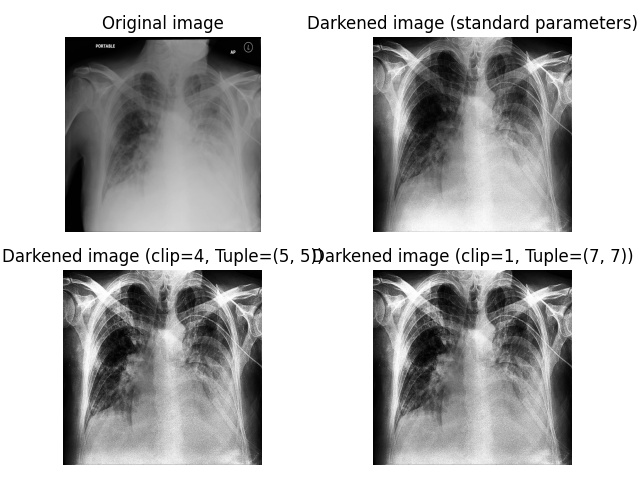 Original image
Darkened image (standard parameters)
PORTABLE
AP
L
Darkened image (clip=4, Tuple=(5, 5))
Darkened image (clip=1, Tuple=(7, 7))